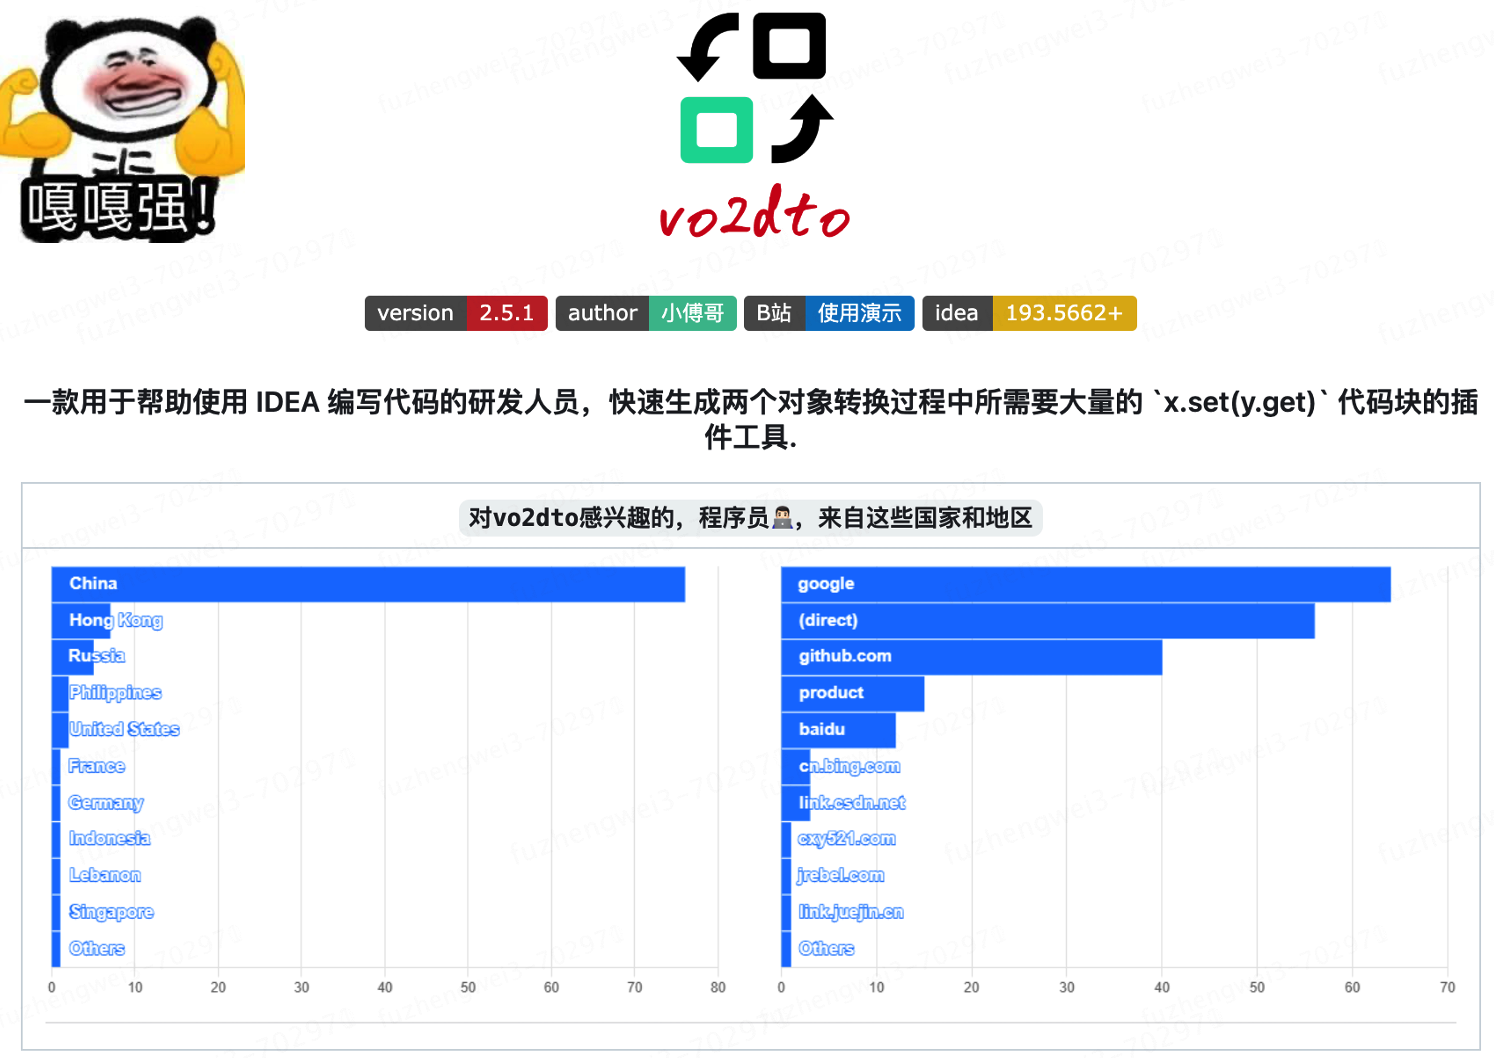 嘎嘎强!
vo2dto
version 2.5.1 author 小傅哥 B站 使用演示 idea 193.5662+
一款用于帮助使用 IDEA 编写代码的研发人员，快速生成两个对象转换过程中所需要大量的 `x.set(y.get)` 代码块的插
件工具.
对vo2dto感兴趣的，程序员👨🏻‍💻，来自这些国家和地区
China
Hong Kong
Russia
Philippines
United States
France
Germany
Indonesia
Lebanon
Singapore
Others
0 10 20 30 40 50 60 70 80
google
(direct)
github.com
product
baidu
cn.bing.com
link.csdn.net
cxy521.com
jrebel.com
link.juejin.cn
Others
0 10 20 30 40 50 60 70